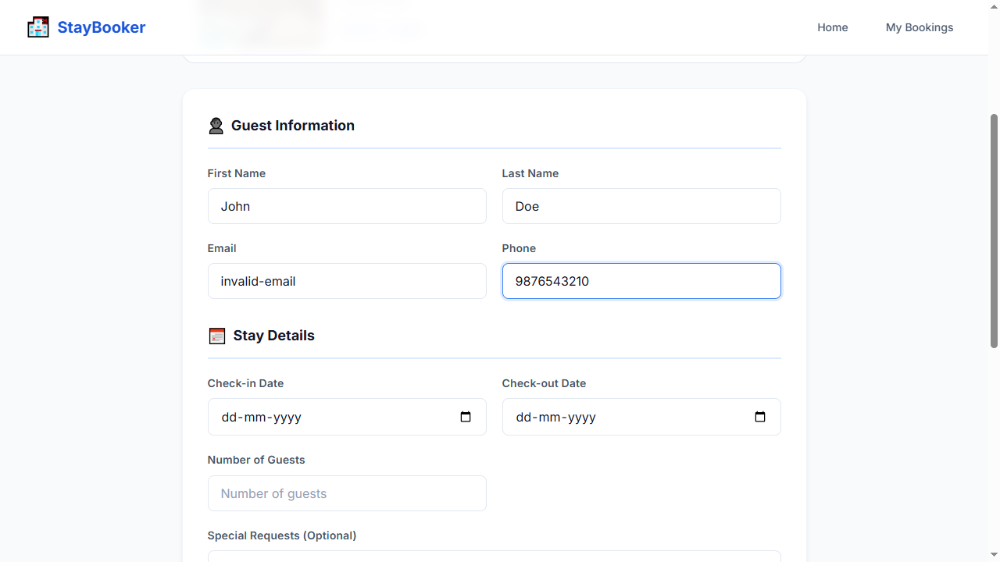 StayBooker
Home
My Bookings
Guest Information
First Name
Last Name
John
Doe
Email
Phone
invalid-email
9876543210
Stay Details
Check-in Date
Check-out Date
dd-mm-yyyy
dd-mm-yyyy
Number of Guests
Number of guests
Special Requests (Optional)